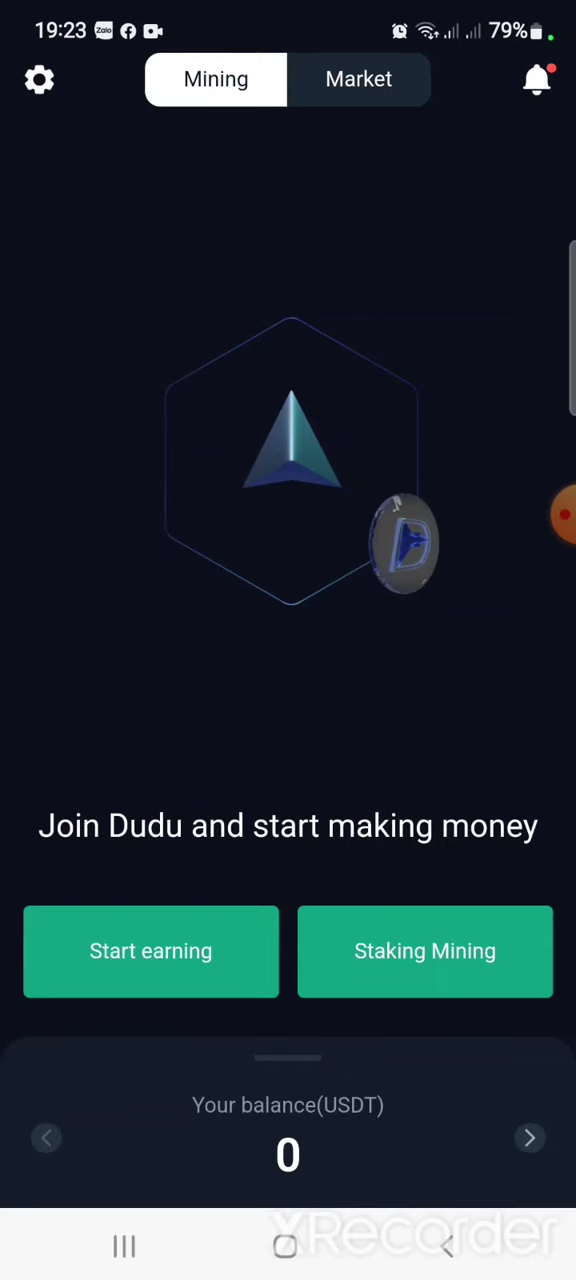 19:23 Zalo 79%
Mining Market
D
Join Dudu and start making money
Start earning Staking Mining
Your balance(USDT)
0
XRecorder